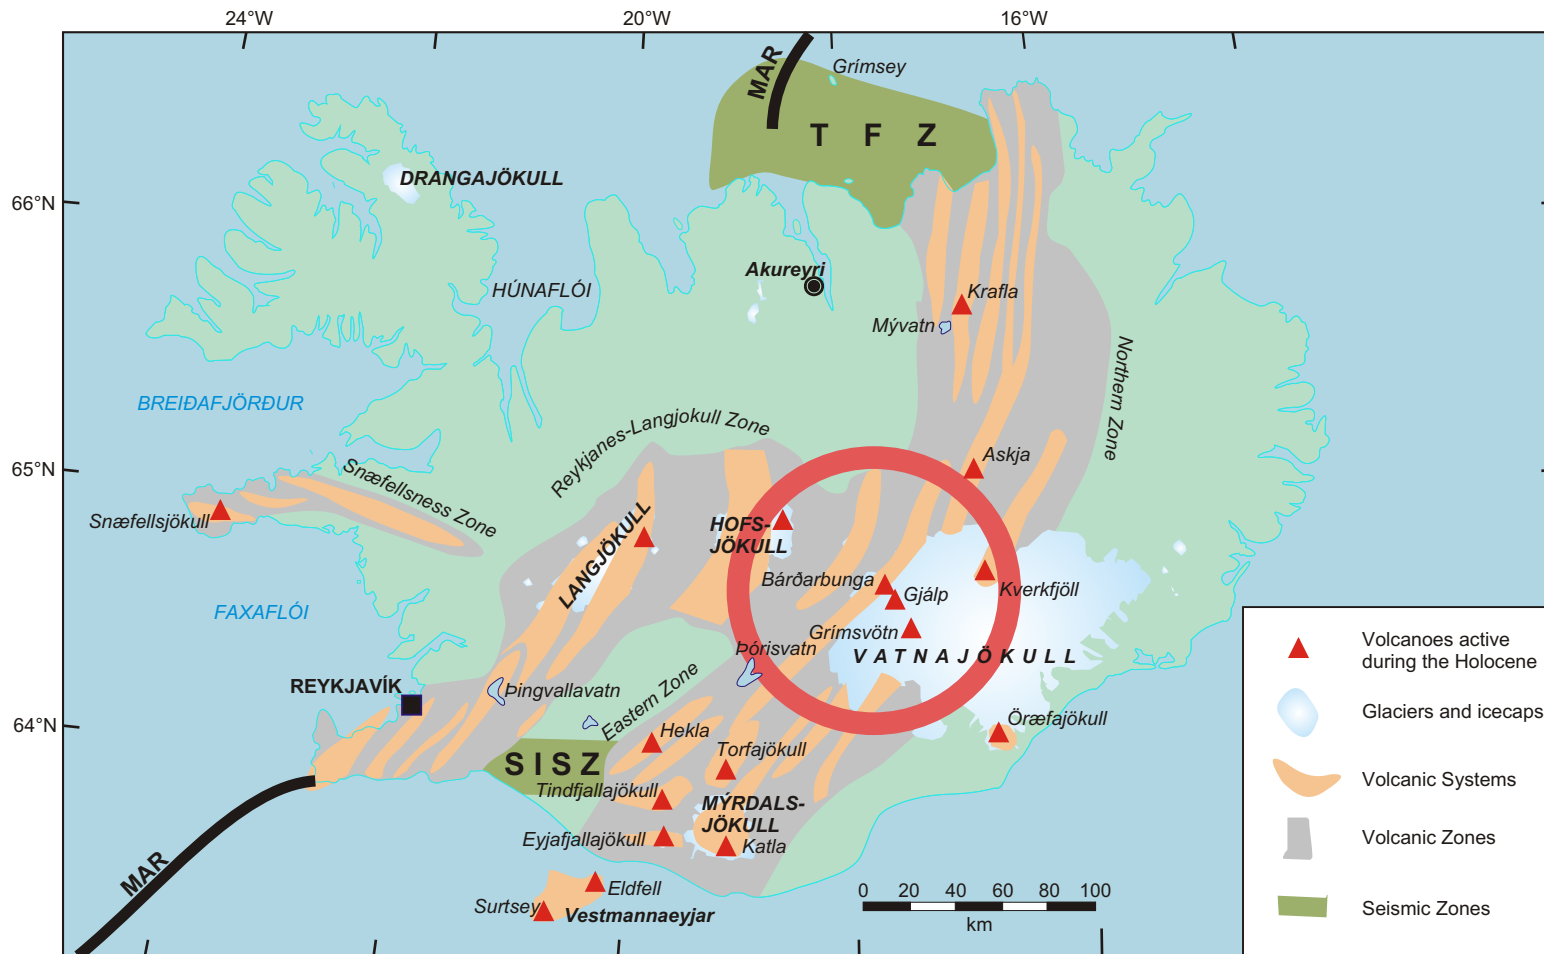 24°W
20°W
16°W
66°N
65°N
64°N
MAR
Grímsey
T F Z
DRANGAJÖKULL
HÚNAFLÓI
Akureyri
Krafla
Mývatn
Northern Zone
BREIÐAFJÖRÐUR
Reykjanes-Langjokull Zone
Askja
Snæfellsness Zone
Snæfellsjökull
LANGJÖKULL
HOFS-
JÖKULL
Bárðarbunga
Gjálp
Kverkfjöll
FAXAFLÓI
Grímsvötn
VATNAJÖKULL
Þórisvatn
REYKJAVÍK
Þingvallavatn
Eastern Zone
Öræfajökull
Hekla
Torfajökull
SISZ
Tindfjallajökull
MÝRDALS-
JÖKULL
Eyjafjallajökull
Katla
MAR
Eldfell
Surtsey
Vestmannaeyjar
0 20 40 60 80 100
km
Volcanoes active
during the Holocene
Glaciers and icecaps
Volcanic Systems
Volcanic Zones
Seismic Zones